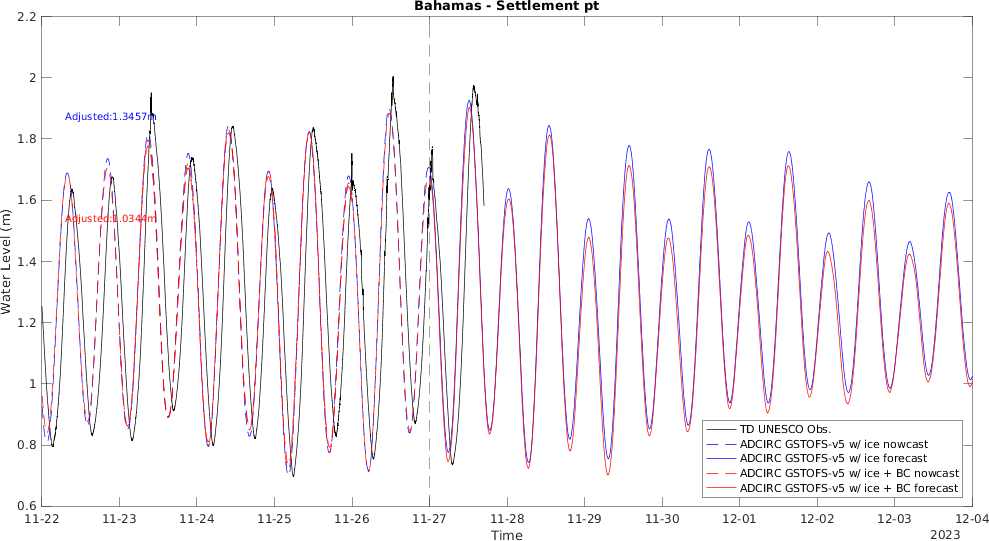 Bahamas - Settlement pt
2.2
2
1.8
1.6
1.4
1.2
1
0.8
0.6
Water Level (m)
Adjusted:1.3457m
Adjusted:1.0344m
TD UNESCO Obs.
ADCIRC GSTOFS-v5 w/ ice nowcast
ADCIRC GSTOFS-v5 w/ ice forecast
ADCIRC GSTOFS-v5 w/ ice + BC nowcast
ADCIRC GSTOFS-v5 w/ ice + BC forecast
11-22 11-23 11-24 11-25 11-26 11-27 11-28 11-29 11-30 12-01 12-02 12-03 12-04
Time
2023